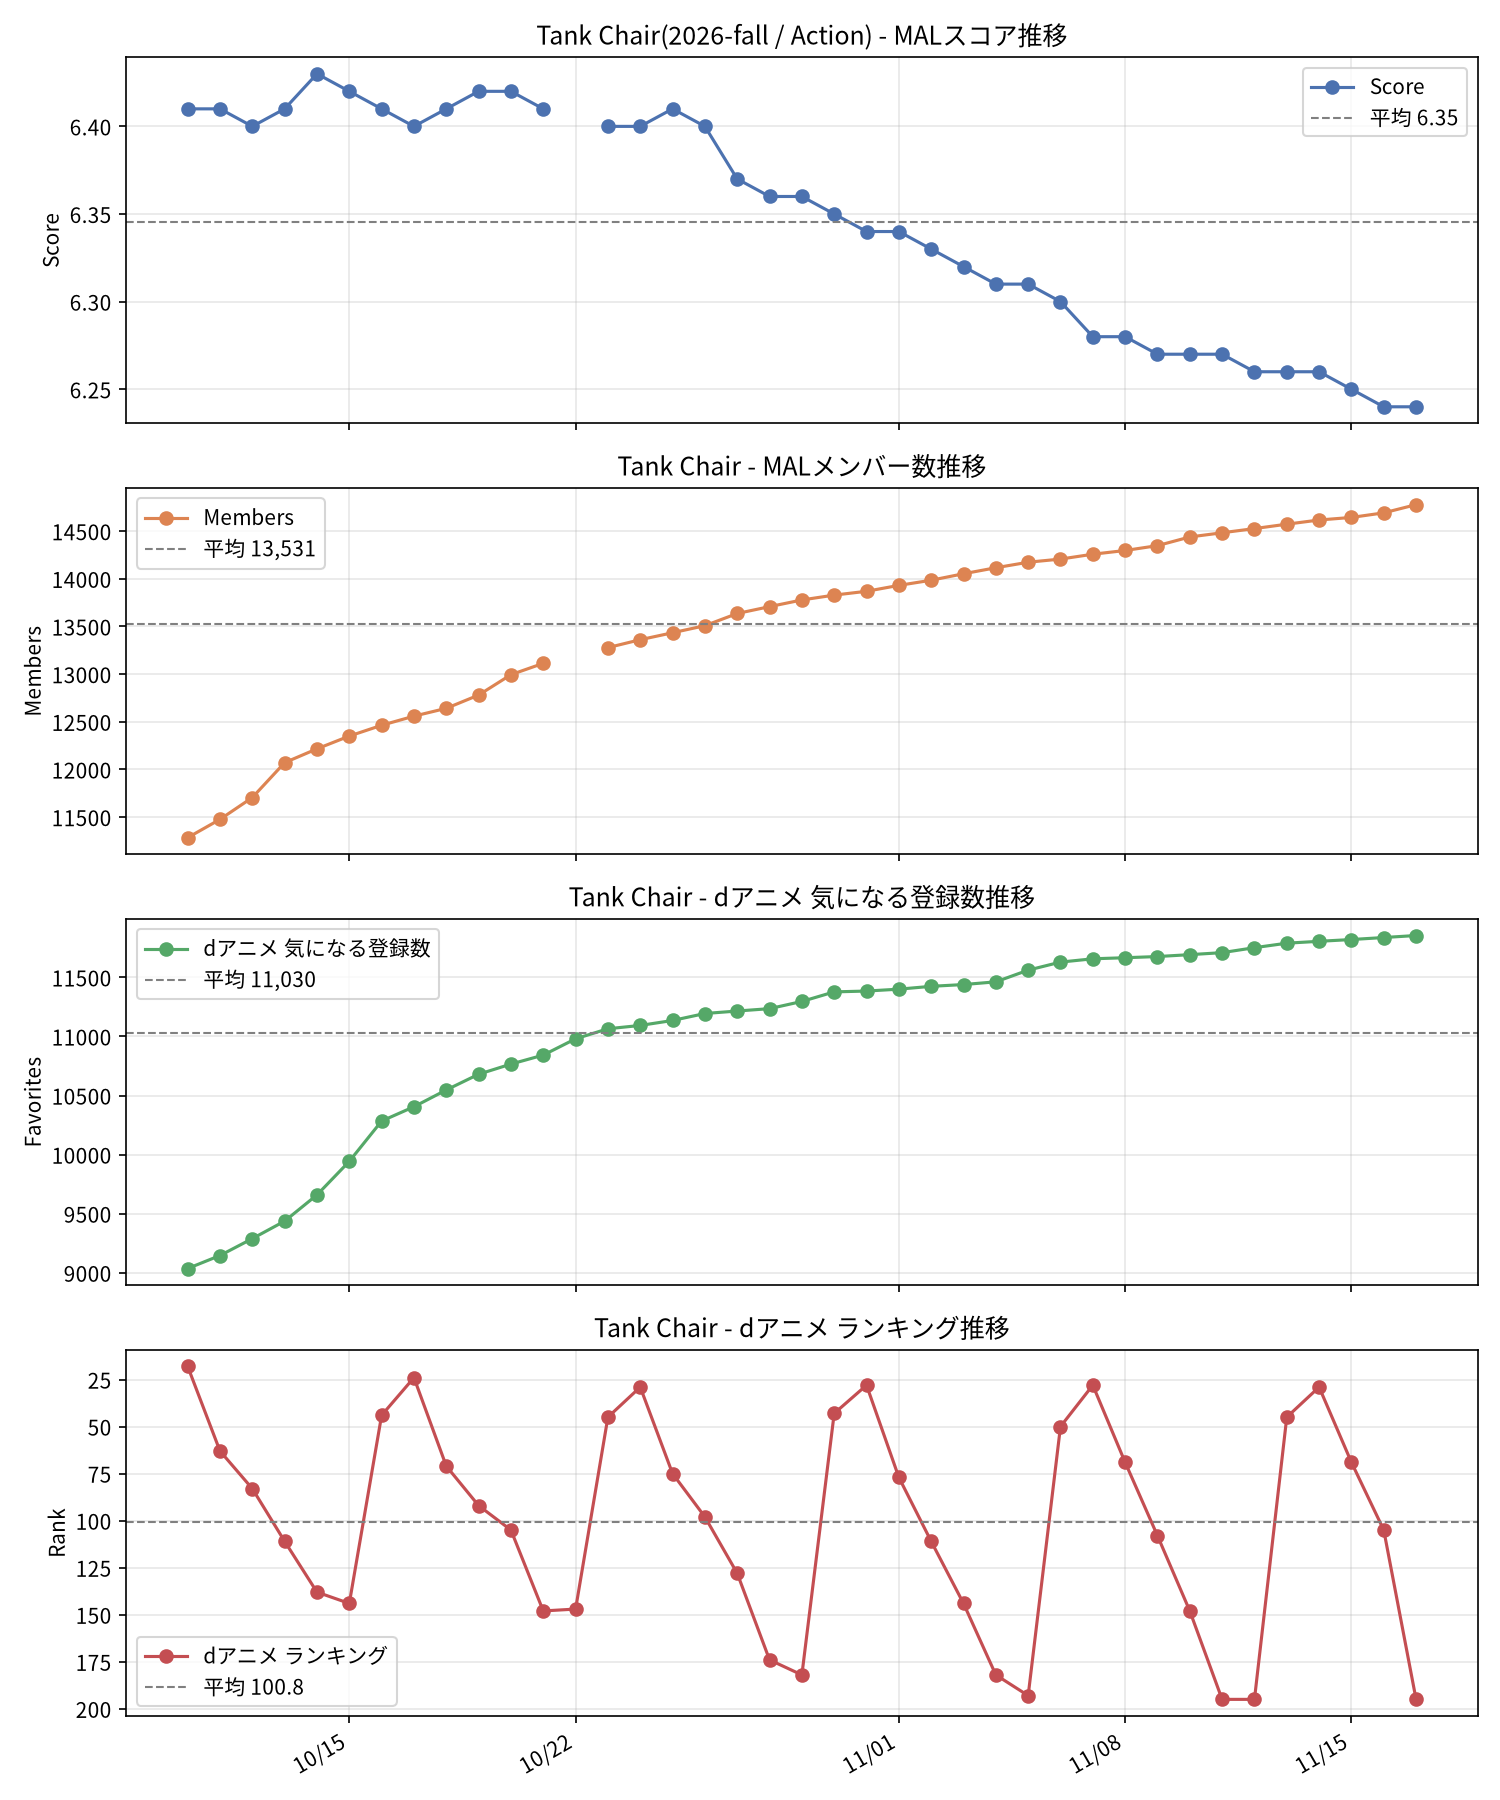 Tank Chair(2026-fall / Action) - MALスコア推移
Score
平均 6.35
Score
6.40
6.35
6.30
6.25
Tank Chair - MALメンバー数推移
Members
平均 13,531
Members
14500
14000
13500
13000
12500
12000
11500
Tank Chair - dアニメ 気になる登録数推移
dアニメ 気になる登録数
平均 11,030
Favorites
11500
11000
10500
10000
9500
9000
Tank Chair - dアニメ ランキング推移
Rank
25
50
75
100
125
150
175
200
dアニメ ランキング
平均 100.8
10/15
10/22
11/01
11/08
11/15